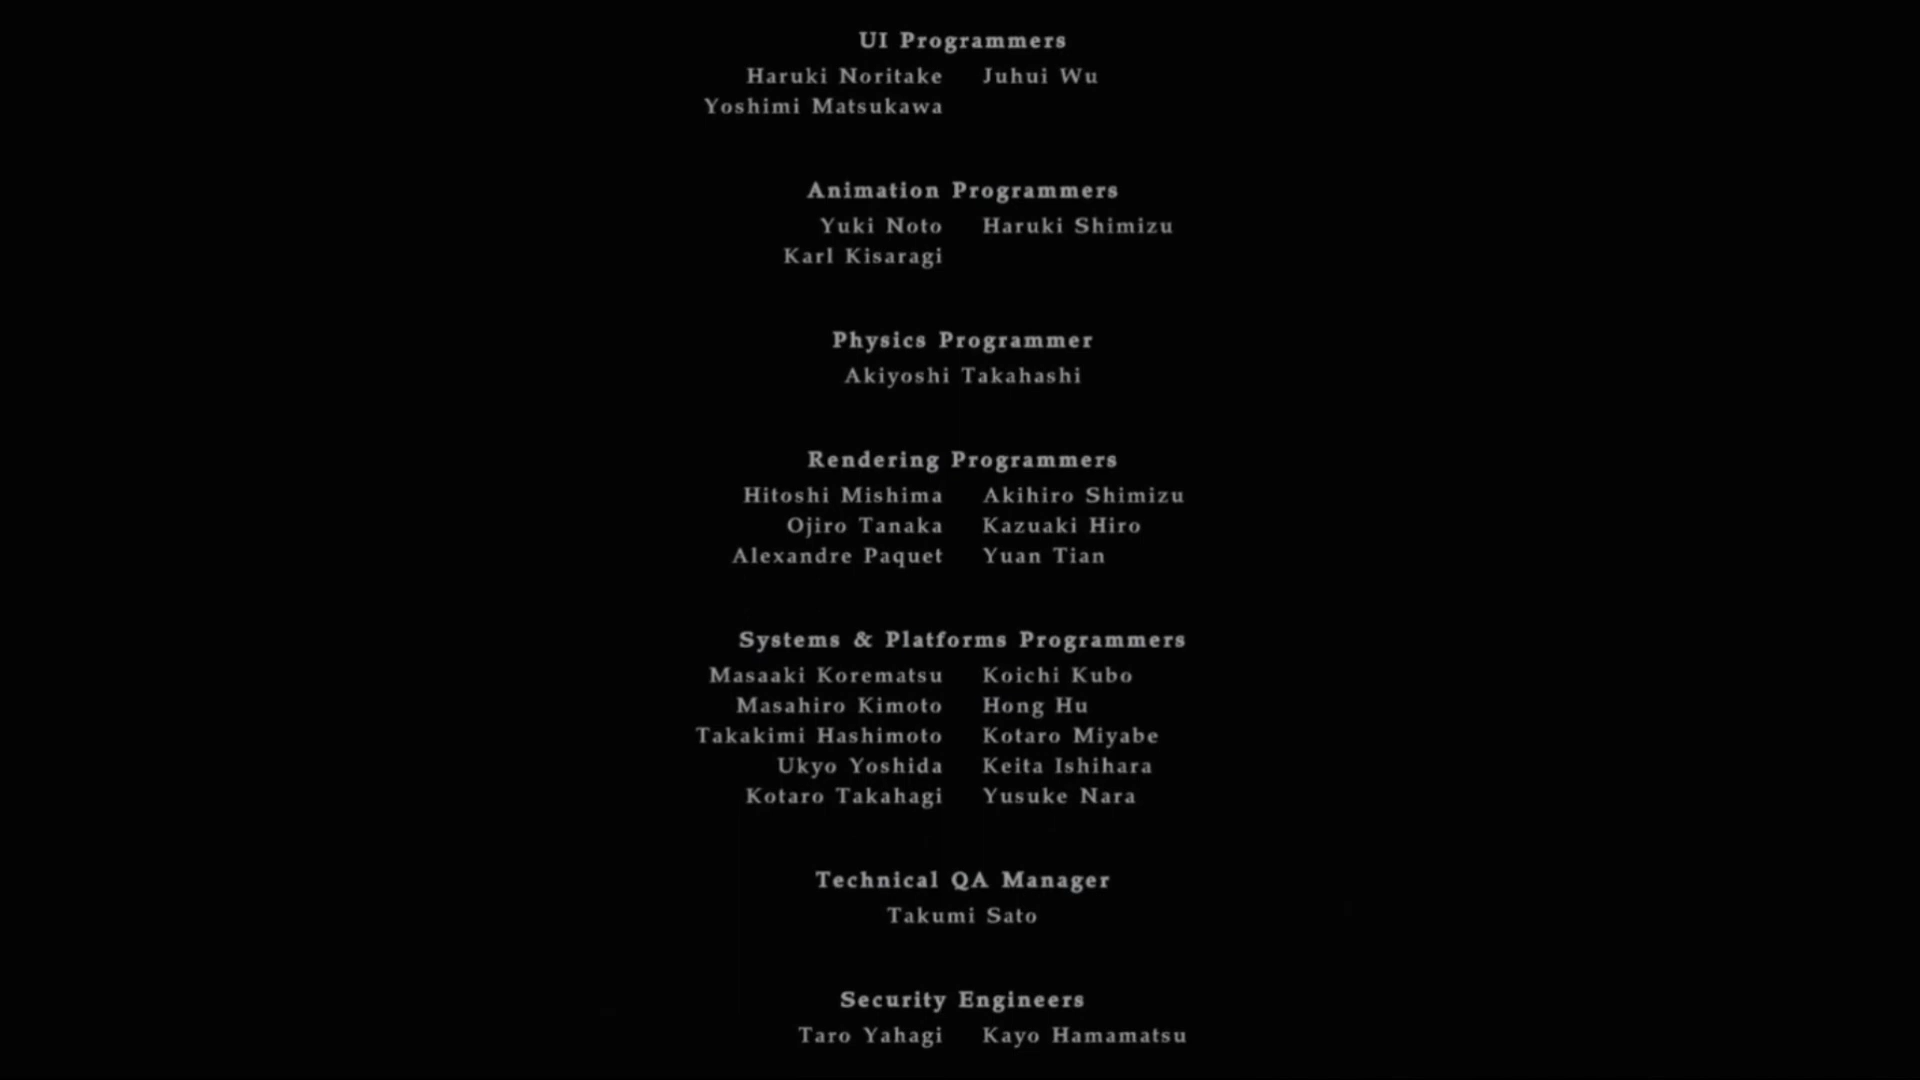 UI Programmers
Haruki Noritake Juhui Wu
Yoshimi Matsukawa
Animation Programmers
Yuki Noto Haruki Shimizu
Karl Kisaragi
Physics Programmer
Akiyoshi Takahashi
Rendering Programmers
Hitoshi Mishima Akihiro Shimizu
Ojiro Tanaka Kazuaki Hiro
Alexandre Paquet Yuan Tian
Systems & Platforms Programmers
Masaaki Korematsu Koichi Kubo
Masahiro Kimoto Hong Hu
Takakimi Hashimoto Kotaro Miyabe
Ukyo Yoshida Keita Ishihara
Kotaro Takahagi Yusuke Nara
Technical QA Manager
Takumi Sato
Security Engineers
Taro Yahagi Kayo Hamamatsu